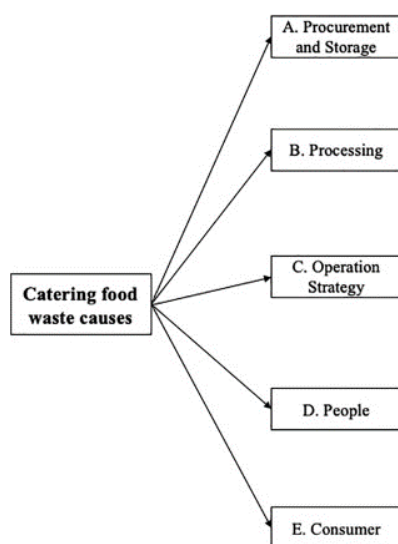 A. Procurement
and Storage
B. Processing
Catering food
waste causes
C. Operation
Strategy
D. People
E. Consumer